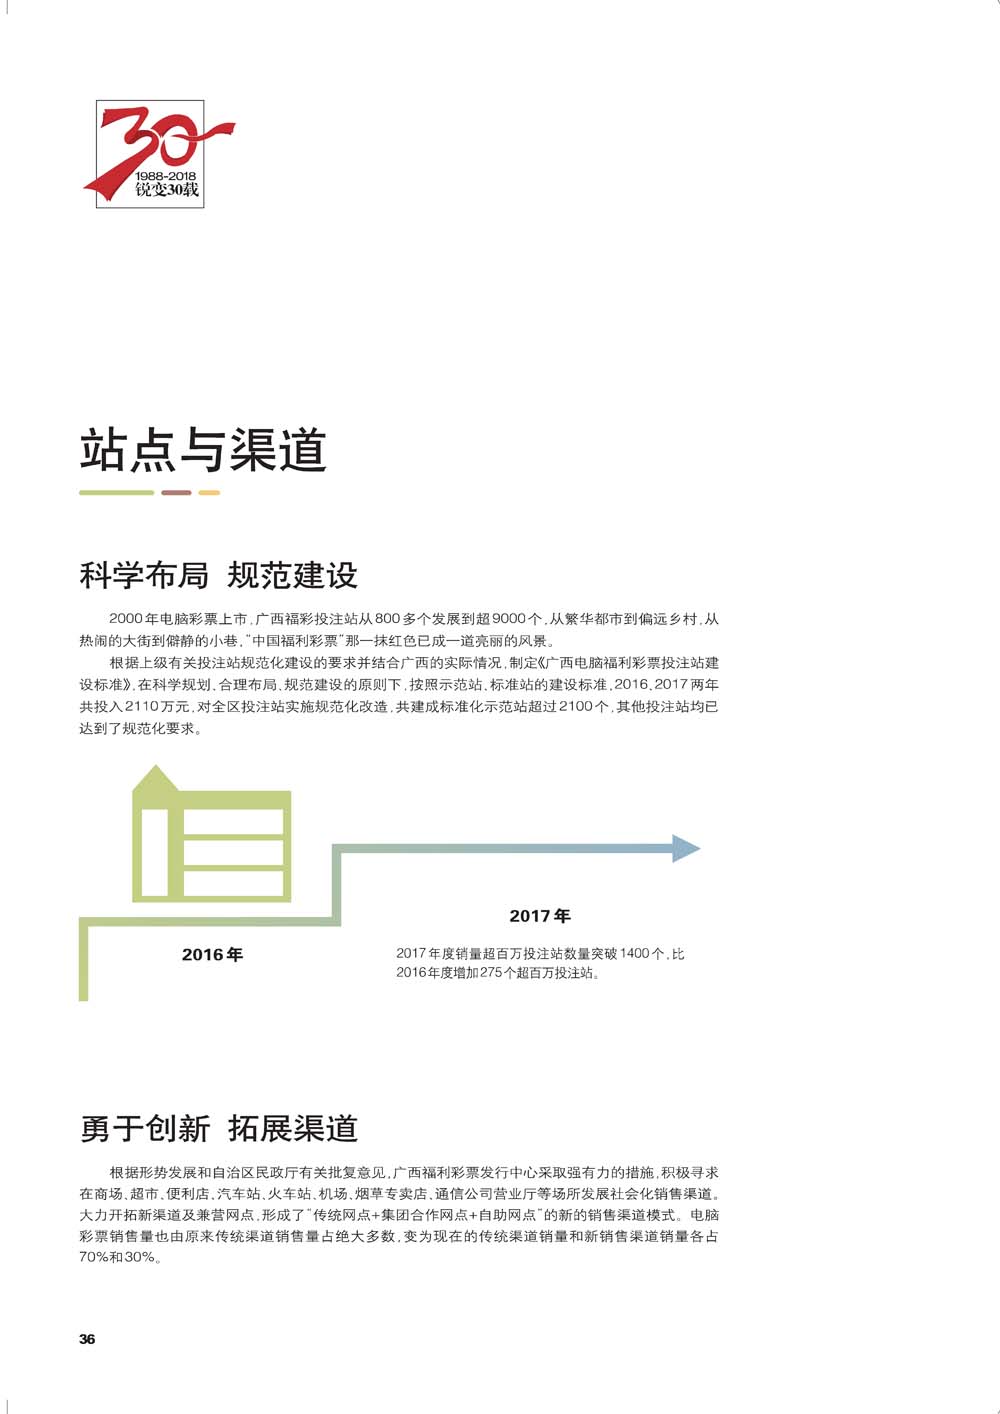 30
1988-2018
锐变30载
站点与渠道
科学布局 规范建设
2000年电脑彩票上市,广西福彩投注站从800多个发展到超9000个,从繁华都市到偏远乡村,从
热闹的大街到僻静的小巷,“中国福利彩票”那一抹红色已成一道亮丽的风景。
根据上级有关投注站规范化建设的要求并结合广西的实际情况,制定《广西电脑福利彩票投注站建
设标准》,在科学规划、合理布局、规范建设的原则下,按照示范站、标准站的建设标准,2016、2017两年
共投入2110万元,对全区投注站实施规范化改造,共建成标准化示范站超过2100个,其他投注站均已
达到了规范化要求。
2017年
2016年
2017年度销量超百万投注站数量突破1400个,比
2016年度增加275个超百万投注站。
勇于创新 拓展渠道
根据形势发展和自治区民政厅有关批复意见,广西福利彩票发行中心采取强有力的措施,积极寻求
在商场、超市、便利店、汽车站、火车站、机场、烟草专卖店、通信公司营业厅等场所发展社会化销售渠道。
大力开拓新渠道及兼营网点,形成了“传统网点+集团合作网点+自助网点”的新的销售渠道模式。电脑
彩票销售量也由原来传统渠道销售量占绝大多数,变为现在的传统渠道销量和新销售渠道销量各占
70%和30%。
36